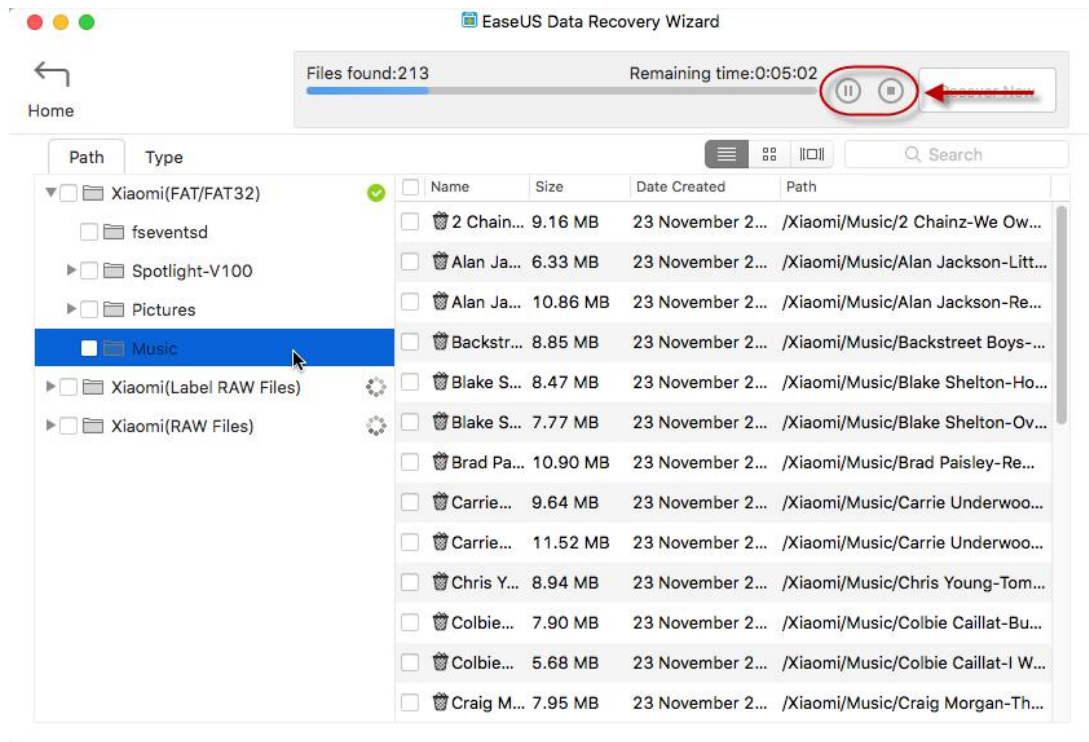 EaseUS Data Recovery Wizard
Files found:213 Remaining time:0:05:02
Home
Recover Now
Path Type
Search
Name Size Date Created Path
Xiaomi(FAT/FAT32)
fseventsd
Spotlight-V100
Pictures
Music
Xiaomi(Label RAW Files)
Xiaomi(RAW Files)
2 Chain... 9.16 MB 23 November 2... /Xiaomi/Music/2 Chainz-We Ow...
Alan Ja... 6.33 MB 23 November 2... /Xiaomi/Music/Alan Jackson-Litt...
Alan Ja... 10.86 MB 23 November 2... /Xiaomi/Music/Alan Jackson-Re...
Backstr... 8.85 MB 23 November 2... /Xiaomi/Music/Backstreet Boys-...
Blake S... 8.47 MB 23 November 2... /Xiaomi/Music/Blake Shelton-Ho...
Blake S... 7.77 MB 23 November 2... /Xiaomi/Music/Blake Shelton-Ov...
Brad Pa... 10.90 MB 23 November 2... /Xiaomi/Music/Brad Paisley-Re...
Carrie... 9.64 MB 23 November 2... /Xiaomi/Music/Carrie Underwoo...
Carrie... 11.52 MB 23 November 2... /Xiaomi/Music/Carrie Underwoo...
Chris Y... 8.94 MB 23 November 2... /Xiaomi/Music/Chris Young-Tom...
Colbie... 7.90 MB 23 November 2... /Xiaomi/Music/Colbie Caillat-Bu...
Colbie... 5.68 MB 23 November 2... /Xiaomi/Music/Colbie Caillat-I W...
Craig M... 7.95 MB 23 November 2... /Xiaomi/Music/Craig Morgan-Th...